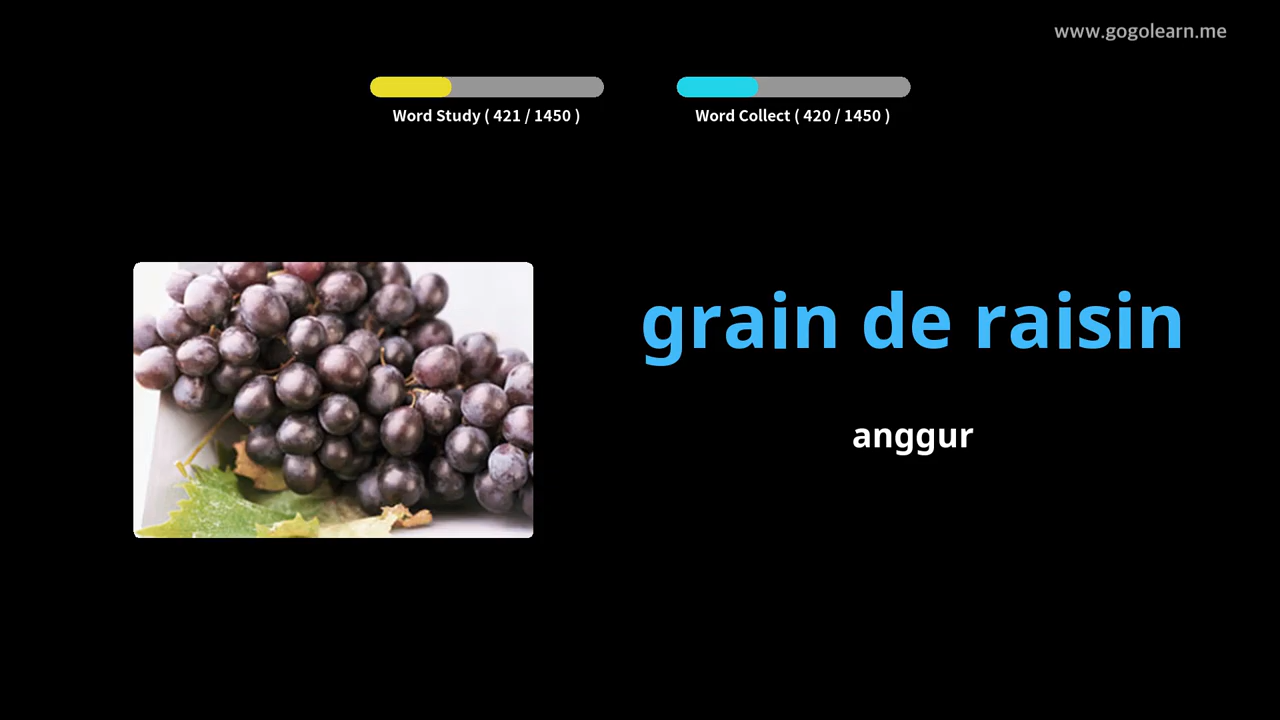 www.gogolearn.me
Word Study ( 421 / 1450 )
Word Collect ( 420 / 1450 )
grain de raisin
anggur